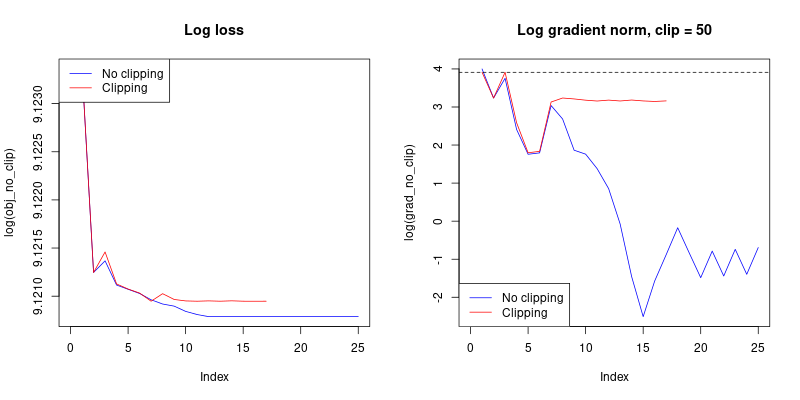 Log loss
No clipping
Clipping
log(obj_no_clip)
9.1230
9.1225
9.1220
9.1215
9.1210
0 5 10 15 20 25
Index
Log gradient norm, clip = 50
log(grad_no_clip)
4
3
2
1
0
-1
-2
No clipping
Clipping
0 5 10 15 20 25
Index